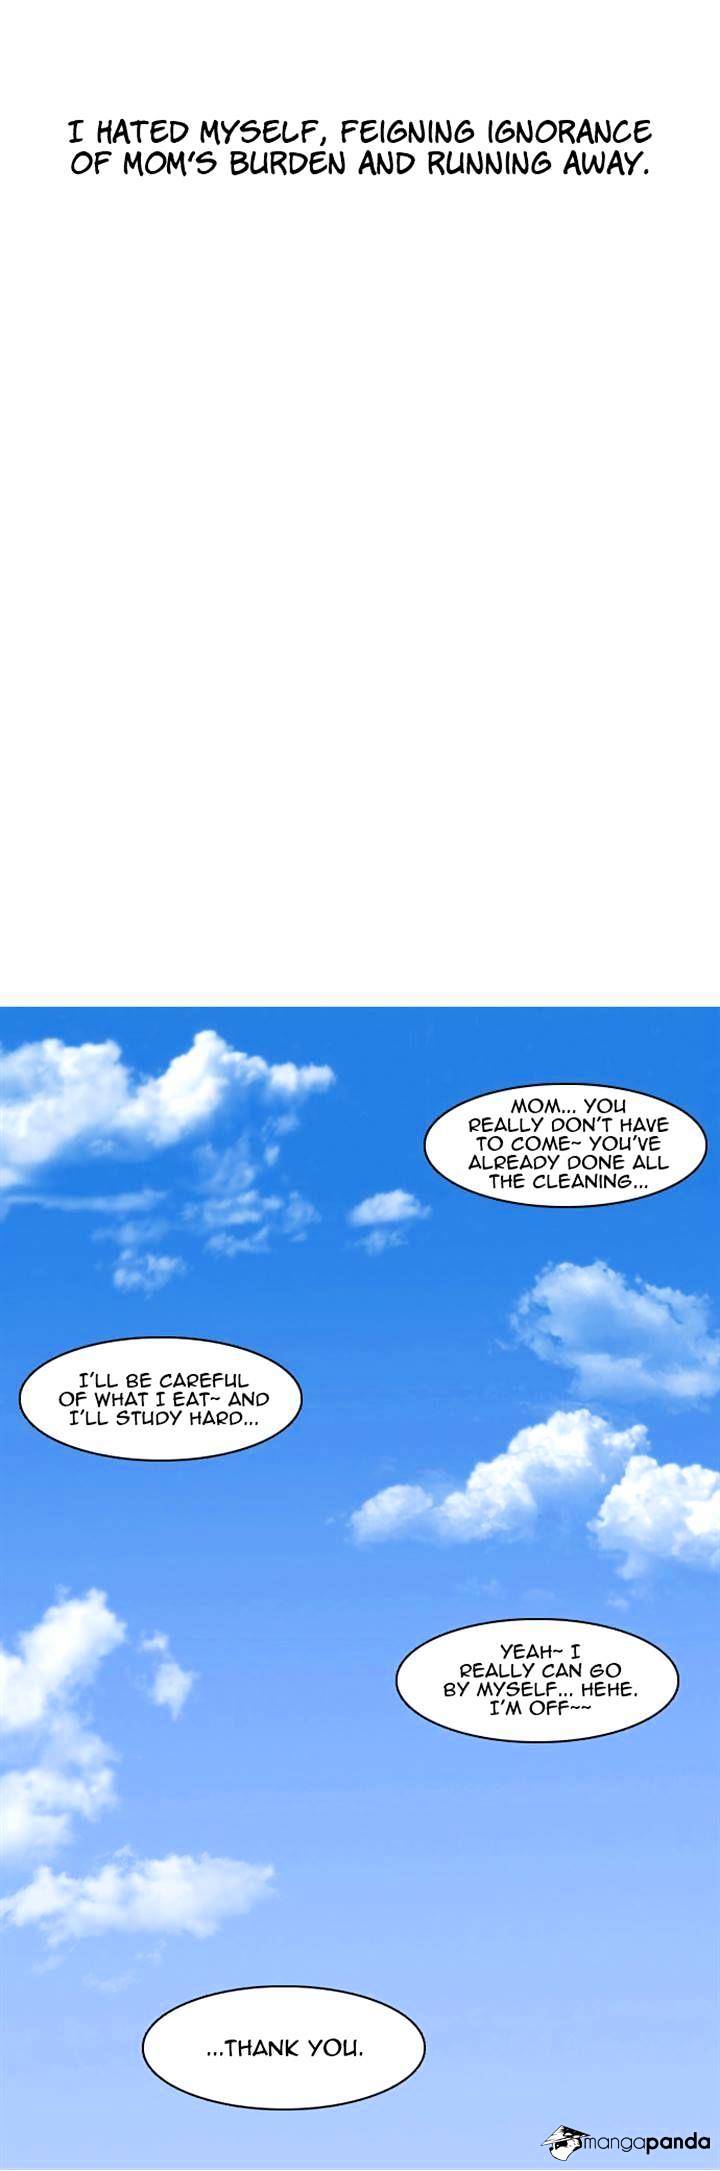 I HATED MYSELF, FEIGNING IGNORANCE
OF MOM'S BURDEN AND RUNNING AWAY.
MOM... YOU
REALLY DON'T HAVE
TO COME~ YOU'VE
ALREADY DONE ALL
THE CLEANING...
I'LL BE CAREFUL
OF WHAT I EAT~ AND
I'LL STUDY HARD...
YEAH~ I
REALLY CAN GO
BY MYSELF... HEHE.
I'M OFF~~
...THANK YOU.
mangapanda